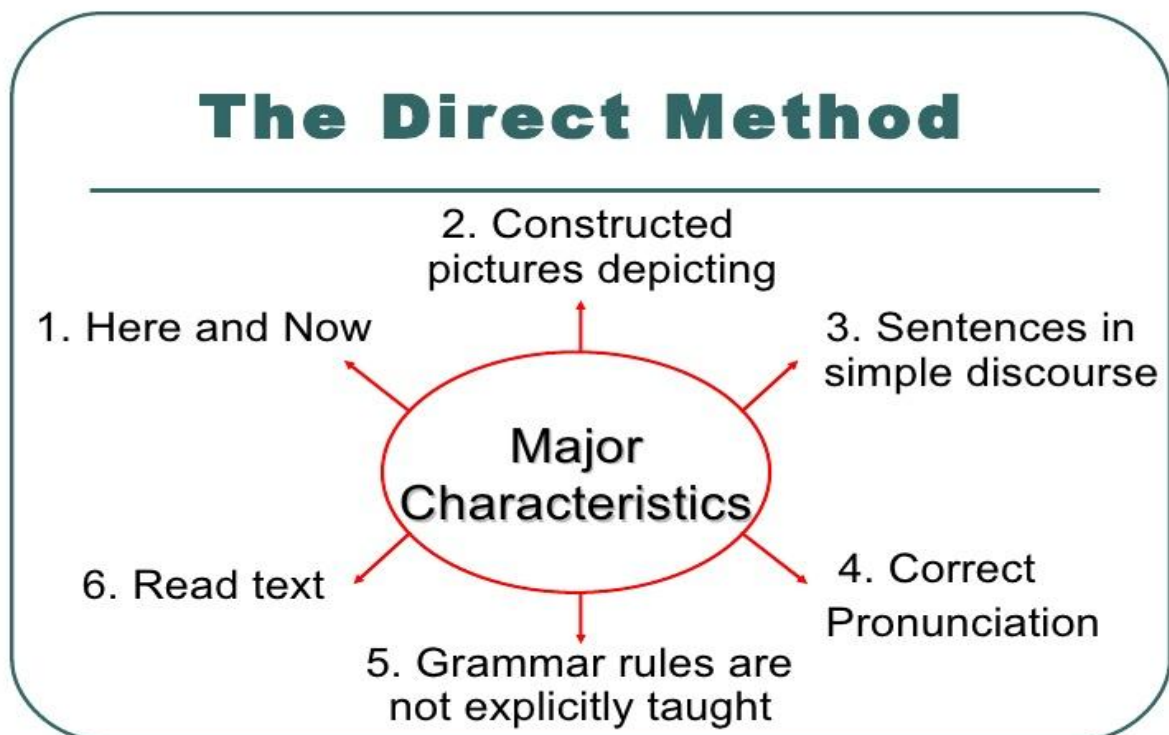 The Direct Method
1. Here and Now
2. Constructed
pictures depicting
3. Sentences in
simple discourse
Major
Characteristics
4. Correct
Pronunciation
5. Grammar rules are
not explicitly taught
6. Read text